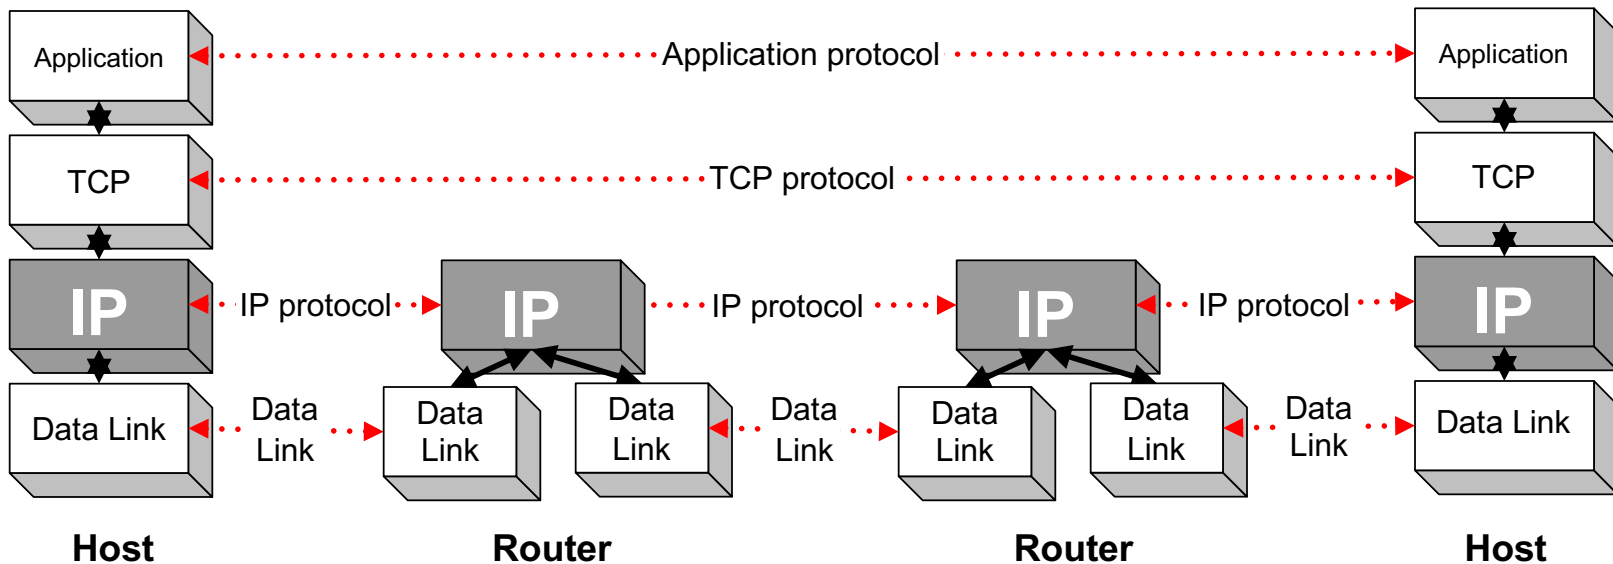 Application
Application protocol
Application
TCP
TCP protocol
TCP
IP
IP protocol
IP
IP protocol
IP
IP protocol
IP
Data Link
Data
Link
Data
Link
Data
Link
Data
Link
Data
Link
Data
Link
Data
Link
Data Link
Host
Router
Router
Host